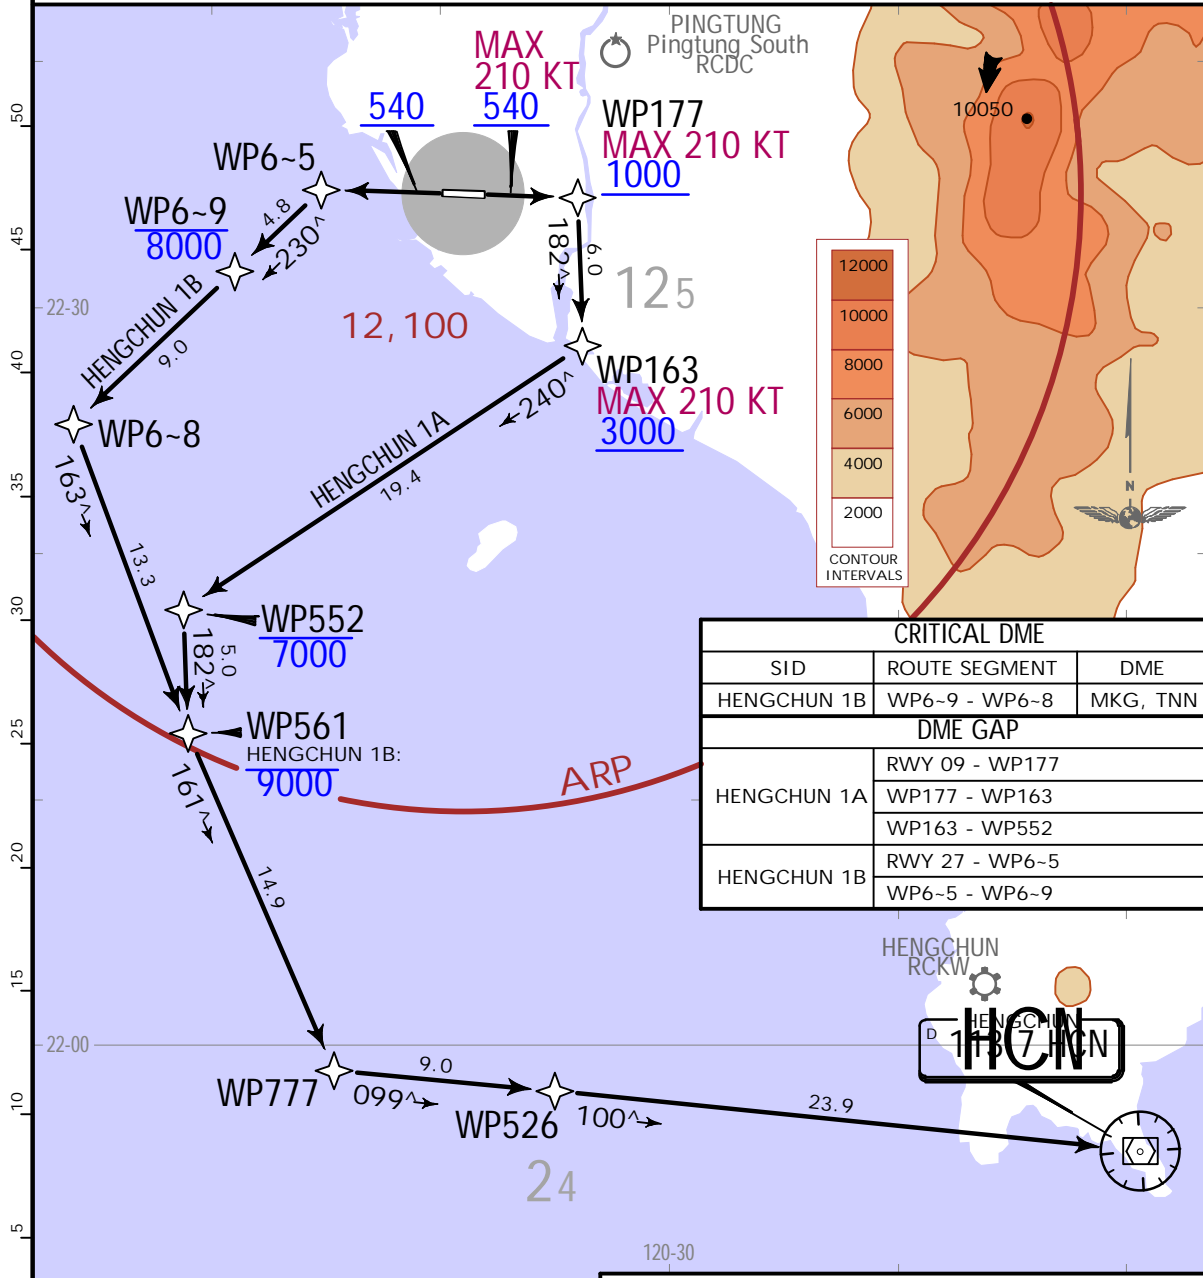 PINGTUNG
Pingtung South
RCDC
MAX
210 KT
540
540
WP177
MAX 210 KT
1000
10050
WP6~5
4.8
230^
WP6~9
8000
182^
6.0
125
22-30
HENGCHUN 1B
9.0
12,100
12000
10000
8000
6000
4000
2000
CONTOUR
INTERVALS
WP163
MAX 210 KT
3000
240^
HENGCHUN 1A
19.4
WP6~8
163^
13.3
N
WP552
7000
5.0
182^
WP561
HENGCHUN 1B:
9000
161^
14.9
ARP
CRITICAL DME
SID ROUTE SEGMENT DME
HENGCHUN 1B WP6~9 - WP6~8 MKG, TNN
DME GAP
HENGCHUN 1A
RWY 09 - WP177
WP177 - WP163
WP163 - WP552
HENGCHUN 1B
RWY 27 - WP6~5
WP6~5 - WP6~9
HENGCHUN
RCKW
HENGCHUN
HCN
D
HCN
22-00
WP777
9.0
099^
WP526
100^
23.9
24
120-30
50
45
40
35
30
25
20
15
10
5